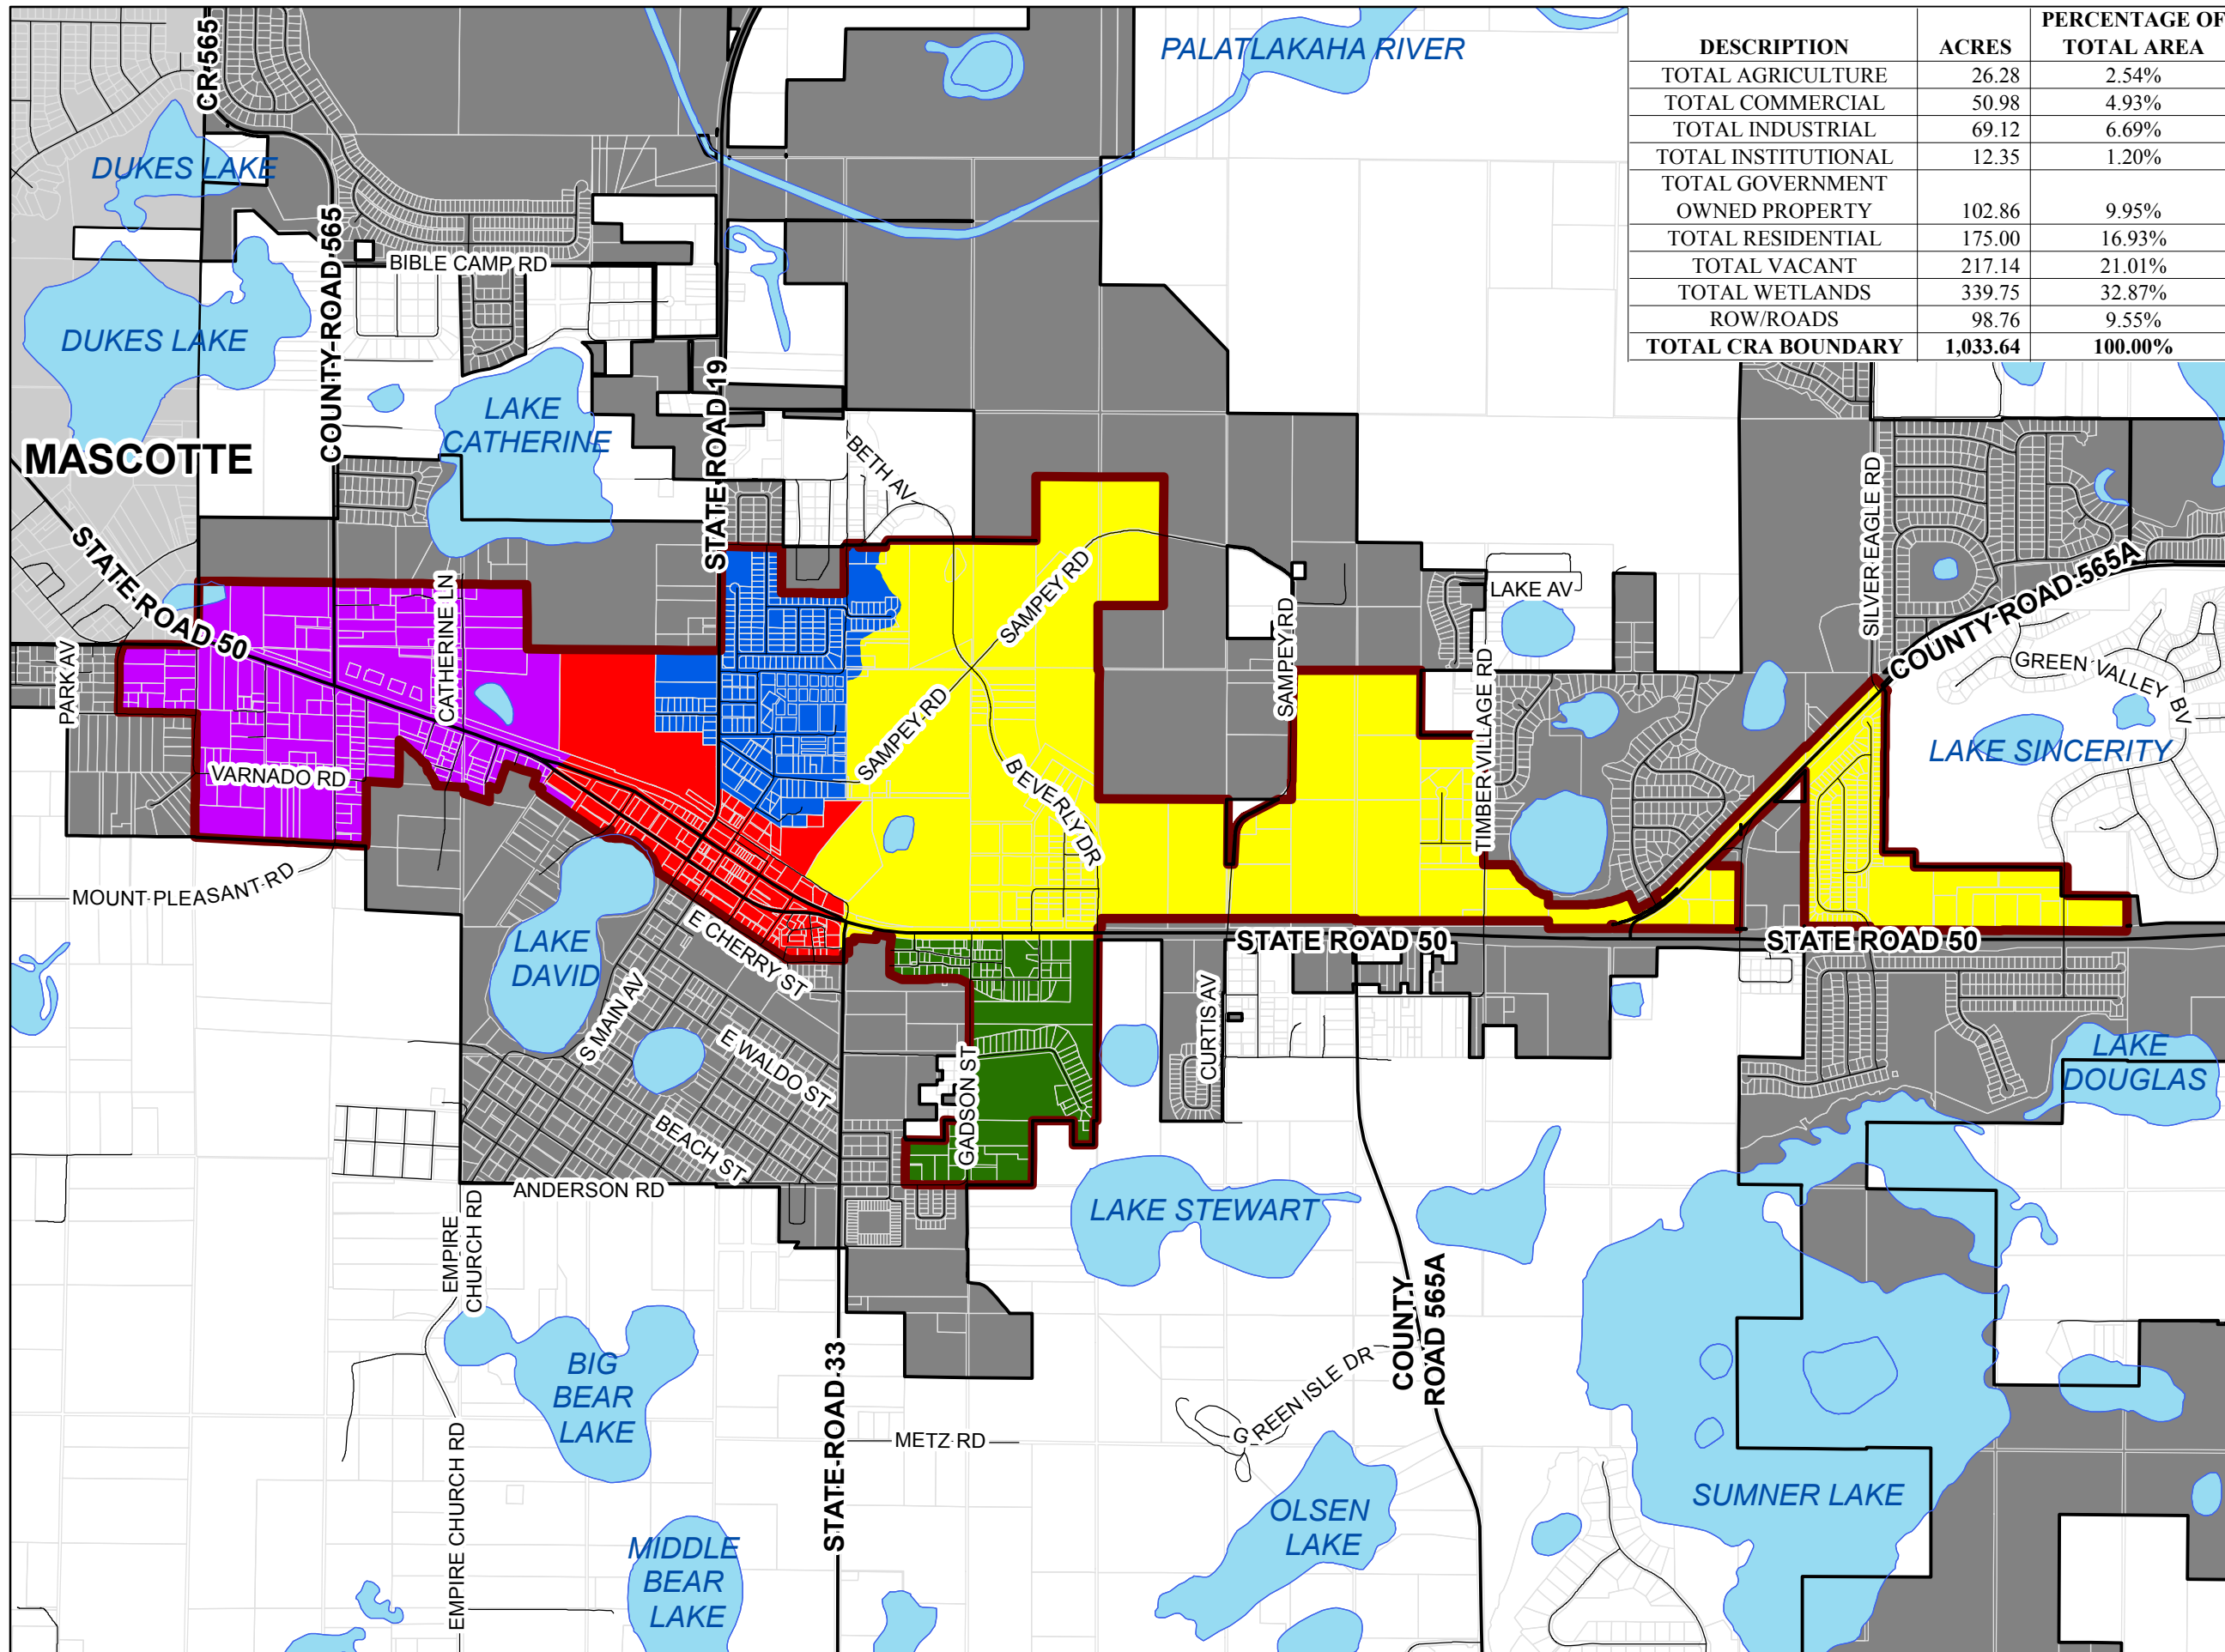 DESCRIPTION ACRES PERCENTAGE OF TOTAL AREA
TOTAL AGRICULTURE 26.28 2.54%
TOTAL COMMERCIAL 50.98 4.93%
TOTAL INDUSTRIAL 69.12 6.69%
TOTAL INSTITUTIONAL 12.35 1.20%
TOTAL GOVERNMENT
OWNED PROPERTY 102.86 9.95%
TOTAL RESIDENTIAL 175.00 16.93%
TOTAL VACANT 217.14 21.01%
TOTAL WETLANDS 339.75 32.87%
ROW/ROADS 98.76 9.55%
TOTAL CRA BOUNDARY 1,033.64 100.00%
PALATLAKAHA RIVER
CR 565
DUKES LAKE
COUNTY ROAD 565
BIBLE CAMP RD
DUKES LAKE
LAKE
CATHERINE
STATE ROAD 19
MASCOTTE
BETH AV
SILVER EAGLE RD
STATE ROAD 50
COUNTY ROAD 565A
CATHERINE LN
SAMPEY RD
SAMPEY RD
LAKE AV
GREEN VALLEY BV
PARK AV
SAMPEY RD
TIMBER VILLAGE RD
LAKE SINCERITY
VARNADO RD
BEVERLY DR
MOUNT PLEASANT RD
E CHERRY ST
STATE ROAD 50
STATE ROAD 50
LAKE
DAVID
S MAIN AV
CURTIS AV
E WALDO ST
GADSON ST
LAKE
DOUGLAS
BEACH ST
ANDERSON RD
LAKE STEWART
EMPIRE
CHURCH RD
COUNTY
ROAD 565A
STATE ROAD 33
BIG
BEAR
LAKE
GREEN ISLE DR
METZ RD
EMPIRE CHURCH RD
OLSEN
LAKE
SUMNER LAKE
MIDDLE
BEAR
LAKE